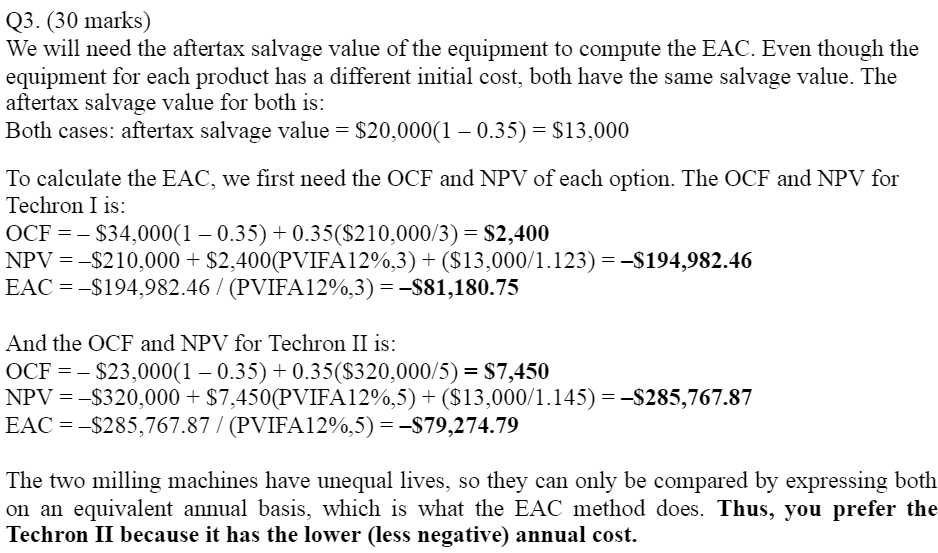 Q3. (30 marks)
We will need the aftertax salvage value of the equipment to compute the EAC. Even though the
equipment for each product has a different initial cost, both have the same salvage value. The
aftertax salvage value for both is:
Both cases: aftertax salvage value = $20,000(1 – 0.35) = $13,000
To calculate the EAC, we first need the OCF and NPV of each option. The OCF and NPV for
Techron I is:
OCF = – $34,000(1 – 0.35) + 0.35($210,000/3) = $2,400
NPV = –$210,000 + $2,400(PVIFA12%,3) + ($13,000/1.123) = –$194,982.46
EAC = –$194,982.46 / (PVIFA12%,3) = –$81,180.75
And the OCF and NPV for Techron II is:
OCF = – $23,000(1 – 0.35) + 0.35($320,000/5) = $7,450
NPV = –$320,000 + $7,450(PVIFA12%,5) + ($13,000/1.145) = –$285,767.87
EAC = –$285,767.87 / (PVIFA12%,5) = –$79,274.79
The two milling machines have unequal lives, so they can only be compared by expressing both
on an equivalent annual basis, which is what the EAC method does. Thus, you prefer the
Techron II because it has the lower (less negative) annual cost.